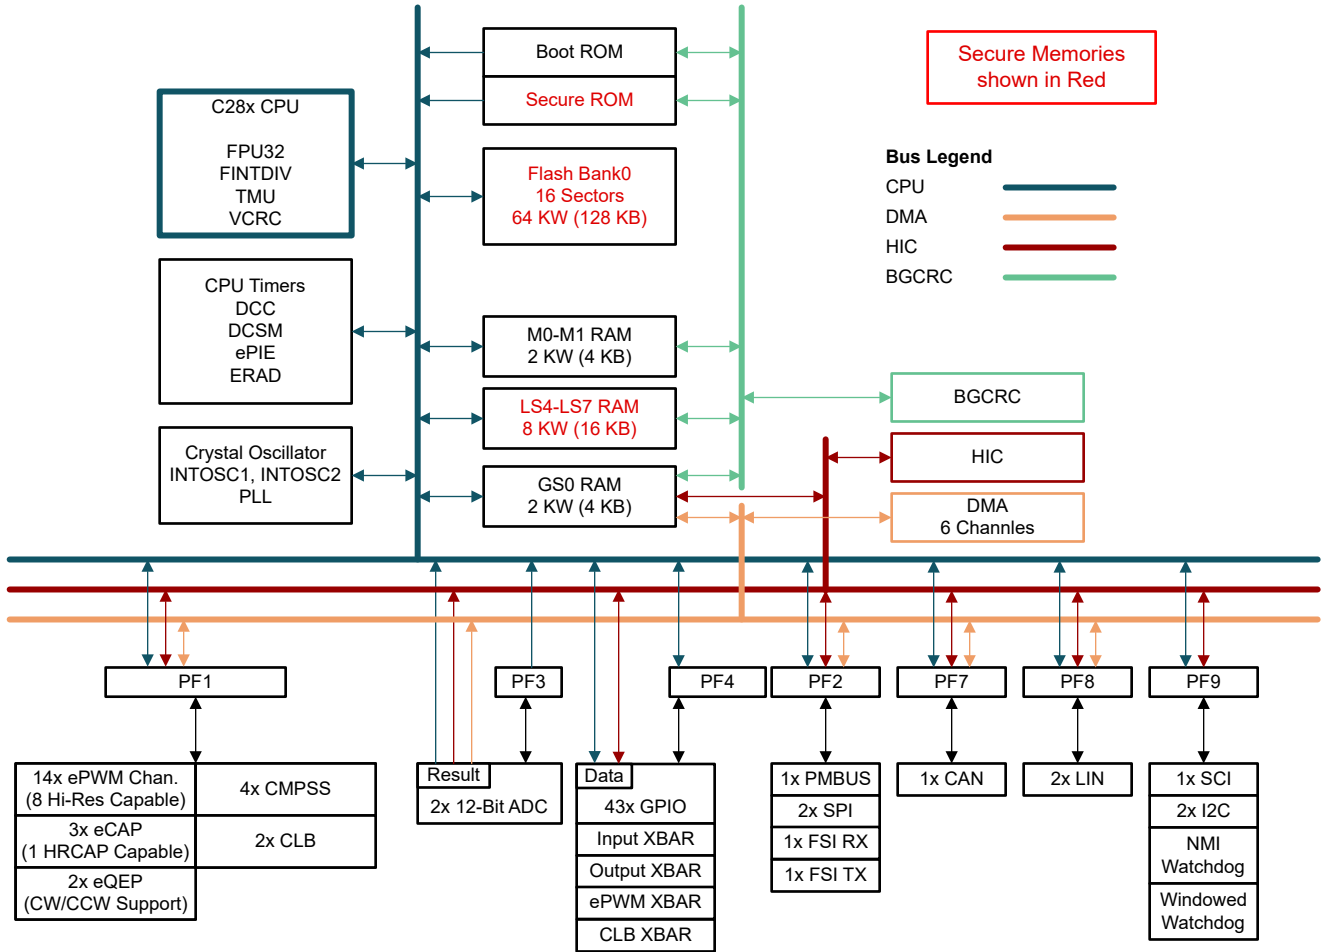 Boot ROM
Secure ROM
Secure Memories
shown in Red
C28x CPU
FPU32
FINTDIV
TMU
VCRC
Flash Bank0
16 Sectors
64 KW (128 KB)
Bus Legend
CPU
DMA
HIC
BGCRC
CPU Timers
DCC
DCSM
ePIE
ERAD
M0-M1 RAM
2 KW (4 KB)
LS4-LS7 RAM
8 KW (16 KB)
BGCRC
Crystal Oscillator
INTOSC1, INTOSC2
PLL
GS0 RAM
2 KW (4 KB)
HIC
DMA
6 Channles
PF1
PF3
PF4
PF2
PF7
PF8
PF9
14x ePWM Chan.
(8 Hi-Res Capable)
4x CMPSS
3x eCAP
(1 HRCAP Capable)
2x CLB
2x eQEP
(CW/CCW Support)
Result
2x 12-Bit ADC
Data
43x GPIO
Input XBAR
Output XBAR
ePWM XBAR
CLB XBAR
1x PMBUS
2x SPI
1x FSI RX
1x FSI TX
1x CAN
2x LIN
1x SCI
2x I2C
NMI
Watchdog
Windowed
Watchdog